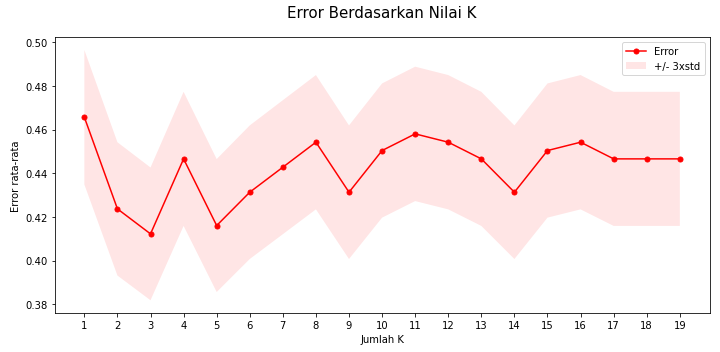 Error Berdasarkan Nilai K
Error
+/- 3xstd
Error rata-rata
0.50
0.48
0.46
0.44
0.42
0.40
0.38
1 2 3 4 5 6 7 8 9 10 11 12 13 14 15 16 17 18 19
Jumlah K